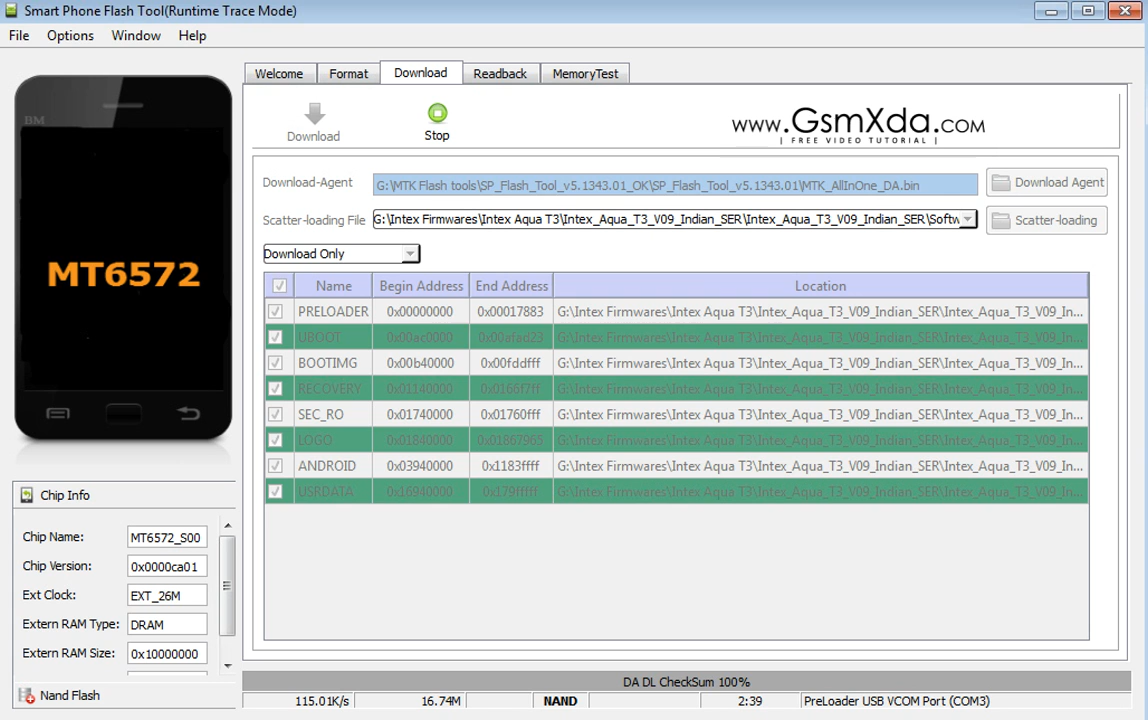 Smart Phone Flash Tool(Runtime Trace Mode)
File Options Window Help
Welcome Format Download Readback MemoryTest
BM
Download Stop
www.GsmXda.com
| FREE VIDEO TUTORIAL |
Download-Agent G:\MTK Flash tools\SP_Flash_Tool_v5.1343.01_OK\SP_Flash_Tool_v5.1343.01\MTK_AllInOne_DA.bin Download Agent
Scatter-loading File G:\Intex Firmwares\Intex Aqua T3\Intex_Aqua_T3_V09_Indian_SER\Intex_Aqua_T3_V09_Indian_SER\Softw Scatter-loading
Download Only
MT6572
Name Begin Address End Address Location
PRELOADER 0x00000000 0x00017883 G:\Intex Firmwares\Intex Aqua T3\Intex_Aqua_T3_V09_Indian_SER\Intex_Aqua_T3_V09_In...
UBOOT 0x00ac0000 0x00afad23 G:\Intex Firmwares\Intex Aqua T3\Intex_Aqua_T3_V09_Indian_SER\Intex_Aqua_T3_V09_In...
BOOTIMG 0x00b40000 0x00fddfff G:\Intex Firmwares\Intex Aqua T3\Intex_Aqua_T3_V09_Indian_SER\Intex_Aqua_T3_V09_In...
RECOVERY 0x01140000 0x0166f7ff G:\Intex Firmwares\Intex Aqua T3\Intex_Aqua_T3_V09_Indian_SER\Intex_Aqua_T3_V09_In...
SEC_RO 0x01740000 0x01760fff G:\Intex Firmwares\Intex Aqua T3\Intex_Aqua_T3_V09_Indian_SER\Intex_Aqua_T3_V09_In...
LOGO 0x01840000 0x01867965 G:\Intex Firmwares\Intex Aqua T3\Intex_Aqua_T3_V09_Indian_SER\Intex_Aqua_T3_V09_In...
ANDROID 0x03940000 0x1183ffff G:\Intex Firmwares\Intex Aqua T3\Intex_Aqua_T3_V09_Indian_SER\Intex_Aqua_T3_V09_In...
USRDATA 0x16940000 0x179fffff G:\Intex Firmwares\Intex Aqua T3\Intex_Aqua_T3_V09_Indian_SER\Intex_Aqua_T3_V09_In...
Chip Info
Chip Name: MT6572_S00
Chip Version: 0x0000ca01
Ext Clock: EXT_26M
Extern RAM Type: DRAM
Extern RAM Size: 0x10000000
Nand Flash
DA DL CheckSum 100%
115.01K/s 16.74M NAND 2:39 PreLoader USB VCOM Port (COM3)